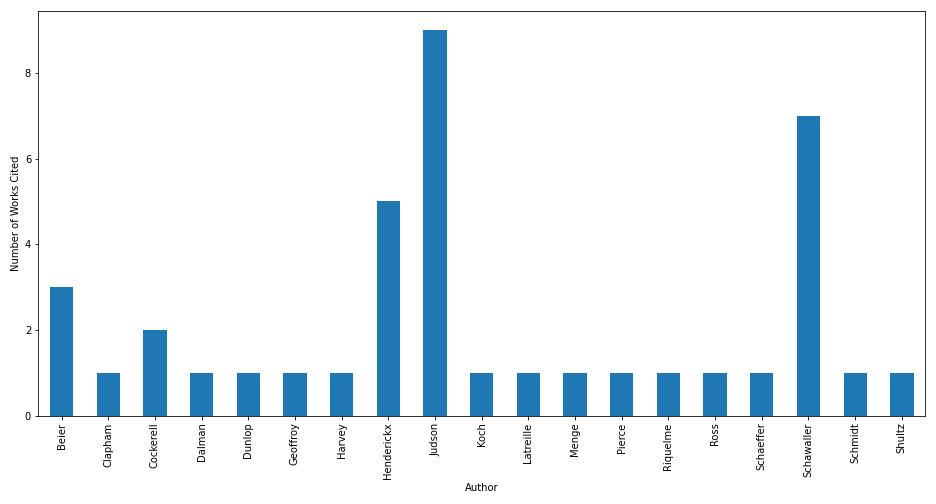 Number of Works Cited
8
6
4
2
0
Beier
Clapham
Cockerell
Dalman
Dunlop
Geoffroy
Harvey
Henderickx
Judson
Koch
Latreille
Menge
Pierce
Riquelme
Ross
Schaeffer
Schawaller
Schmidt
Shultz
Author